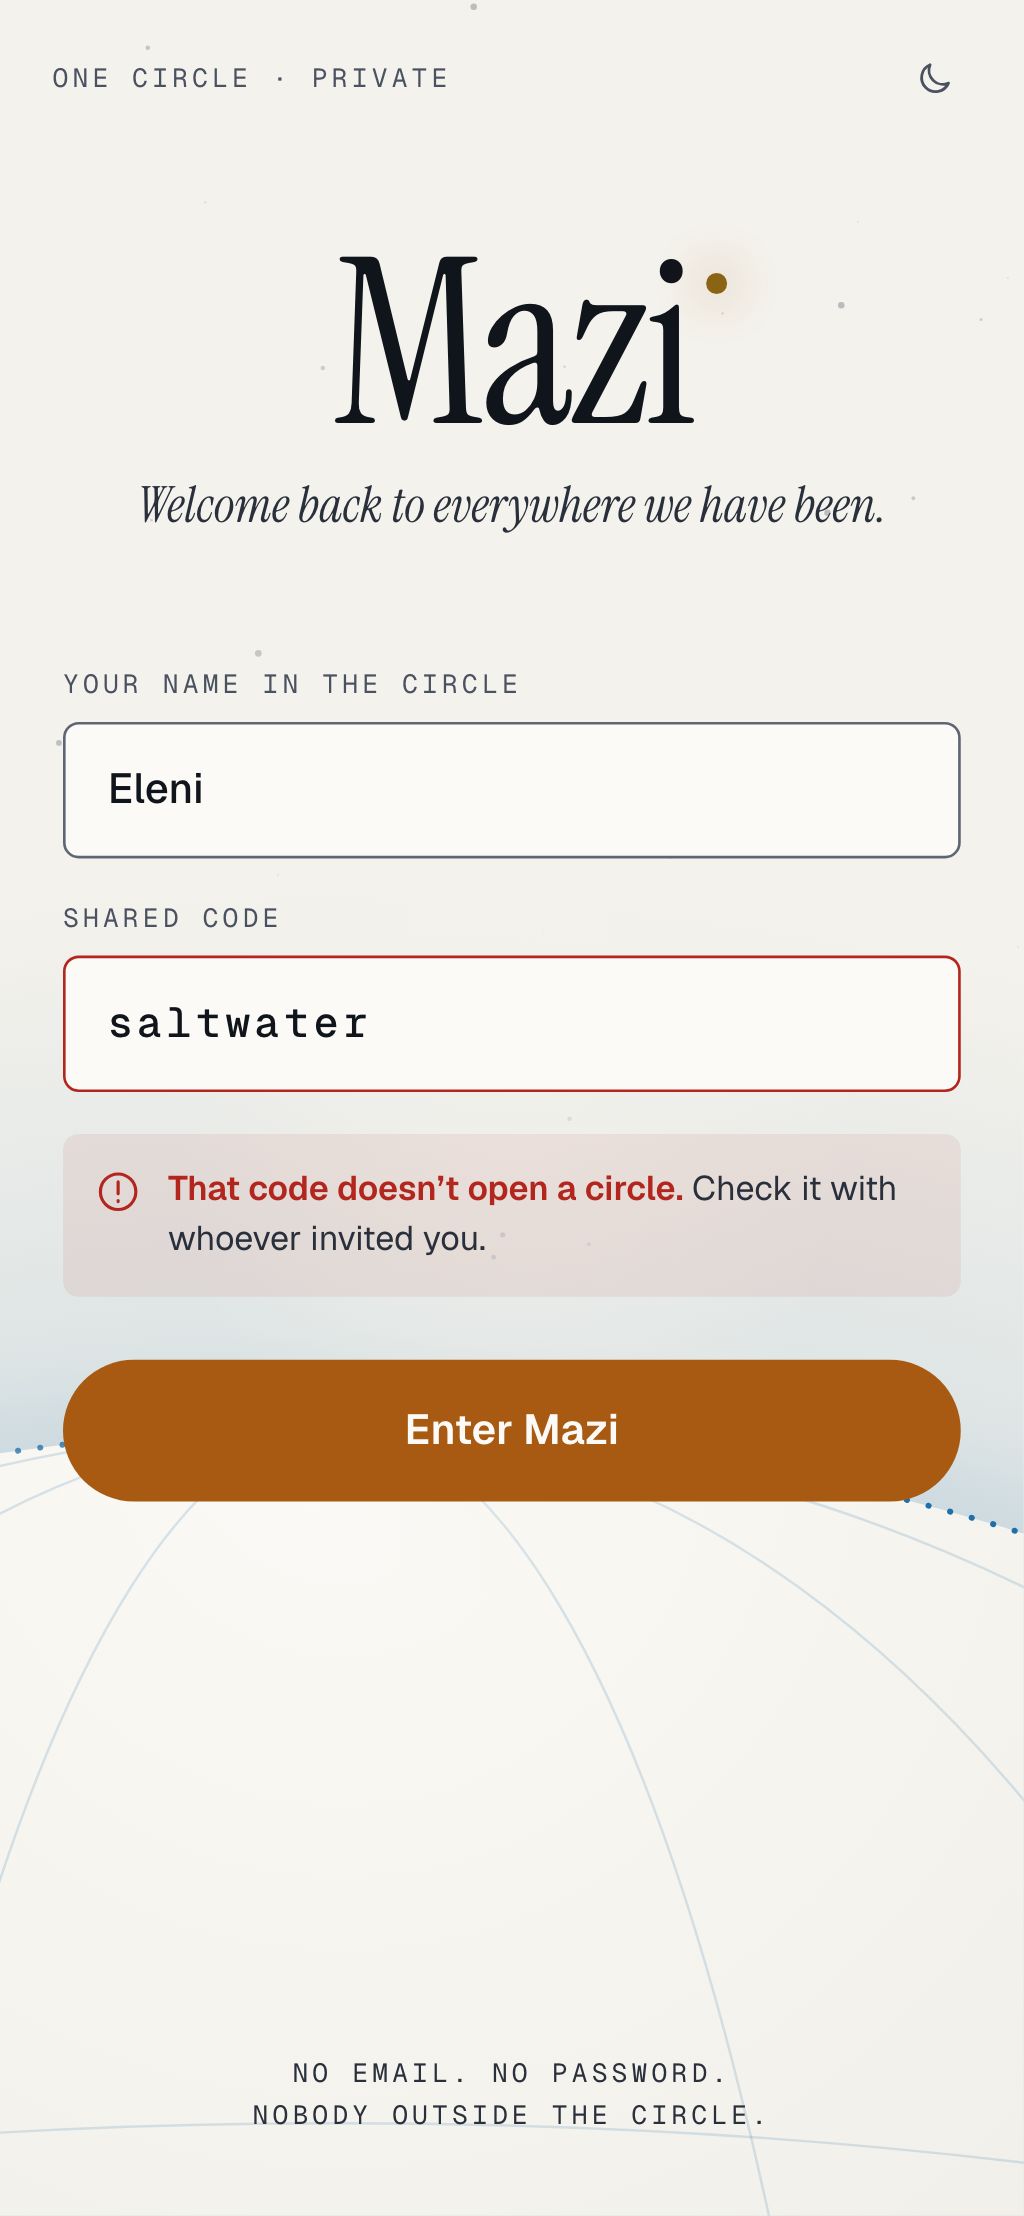 ONE CIRCLE · PRIVATE
Mazi
Welcome back to everywhere we have been.
YOUR NAME IN THE CIRCLE
Eleni
SHARED CODE
saltwater
That code doesn’t open a circle. Check it with
whoever invited you.
Enter Mazi
NO EMAIL. NO PASSWORD.
NOBODY OUTSIDE THE CIRCLE.